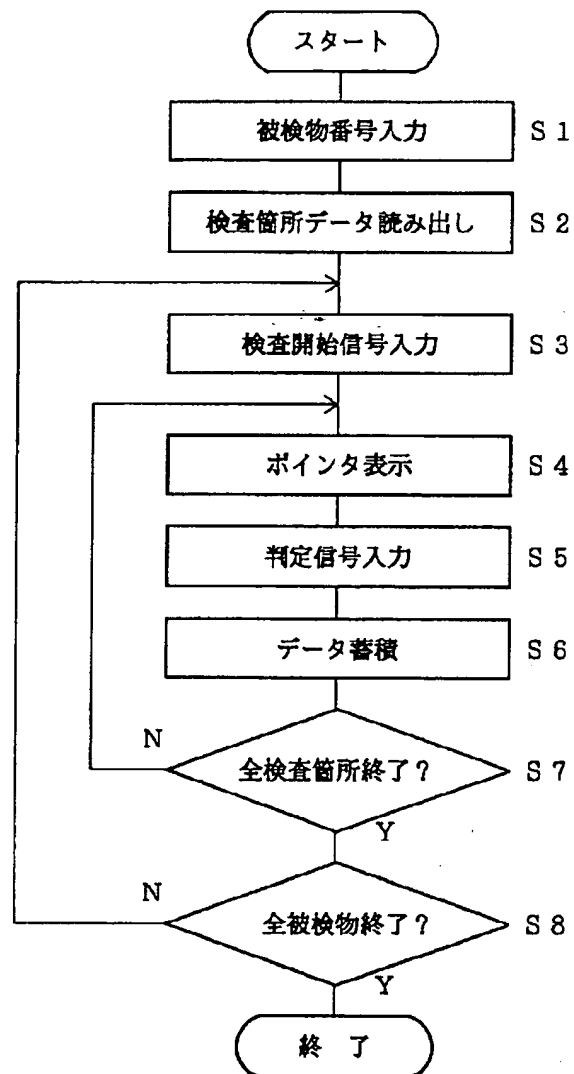 スタート
被検物番号入力 S1
検査箇所データ読み出し S2
検査開始信号入力 S3
ポインタ表示 S4
判定信号入力 S5
データ蓄積 S6
N
全検査箇所終了? S7
Y
N
全被検物終了? S8
Y
終 了